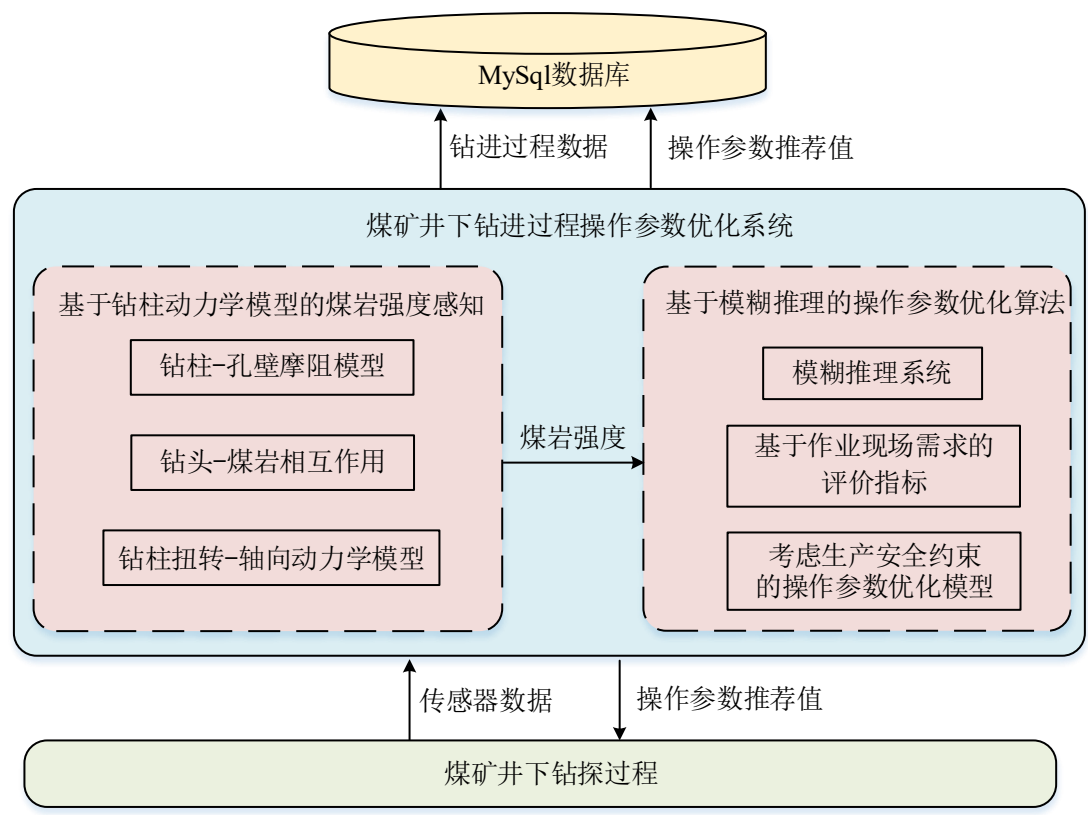 MySql数据库
钻进过程数据
操作参数推荐值
煤矿井下钻进过程操作参数优化系统
基于钻柱动力学模型的煤岩强度感知
钻柱-孔壁摩阻模型
钻头-煤岩相互作用
钻柱扭转-轴向动力学模型
煤岩强度
基于模糊推理的操作参数优化算法
模糊推理系统
基于作业现场需求的
评价指标
考虑生产安全约束
的操作参数优化模型
传感器数据
操作参数推荐值
煤矿井下钻探过程